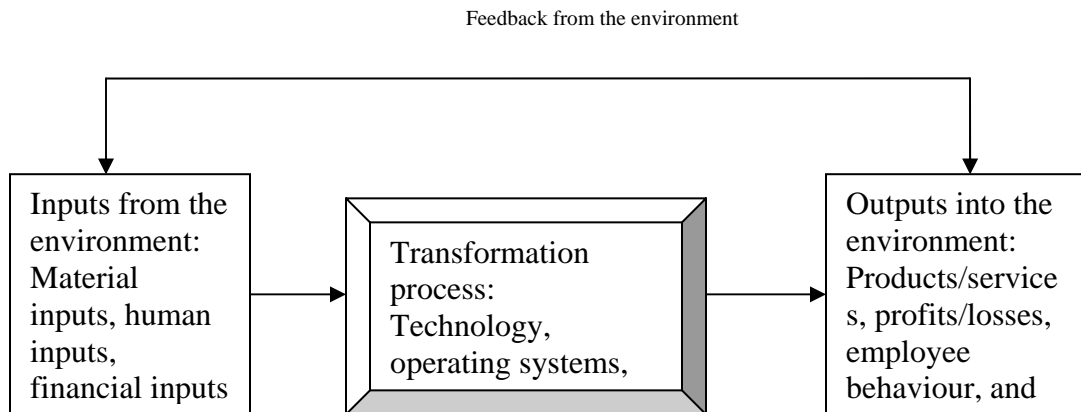 Feedback from the environment
Inputs from the
environment:
Material
inputs, human
inputs,
financial inputs
Transformation
process:
Technology,
operating systems,
Outputs into the
environment:
Products/service
s, profits/losses,
employee
behaviour, and